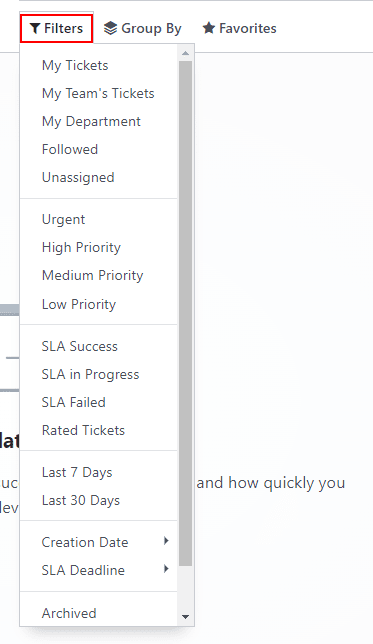 Filters Group By Favorites
My Tickets
My Team's Tickets
My Department
Followed
Unassigned
Urgent
High Priority
Medium Priority
Low Priority
SLA Success
SLA in Progress
SLA Failed
Rated Tickets
Last 7 Days
Last 30 Days
and how quickly you
Creation Date
SLA Deadline
Archived